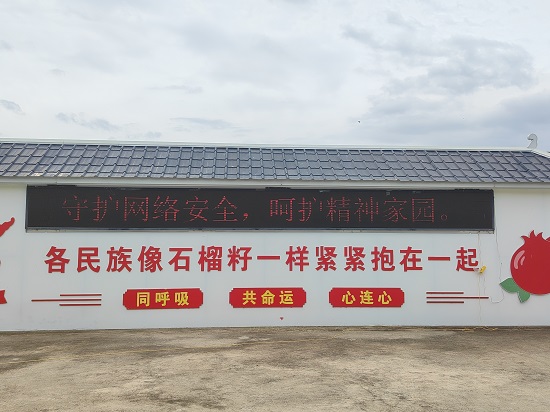 守护网络安全，呵护精神家园。
各民族像石榴籽一样紧紧抱在一起
同呼吸 共命运 心连心